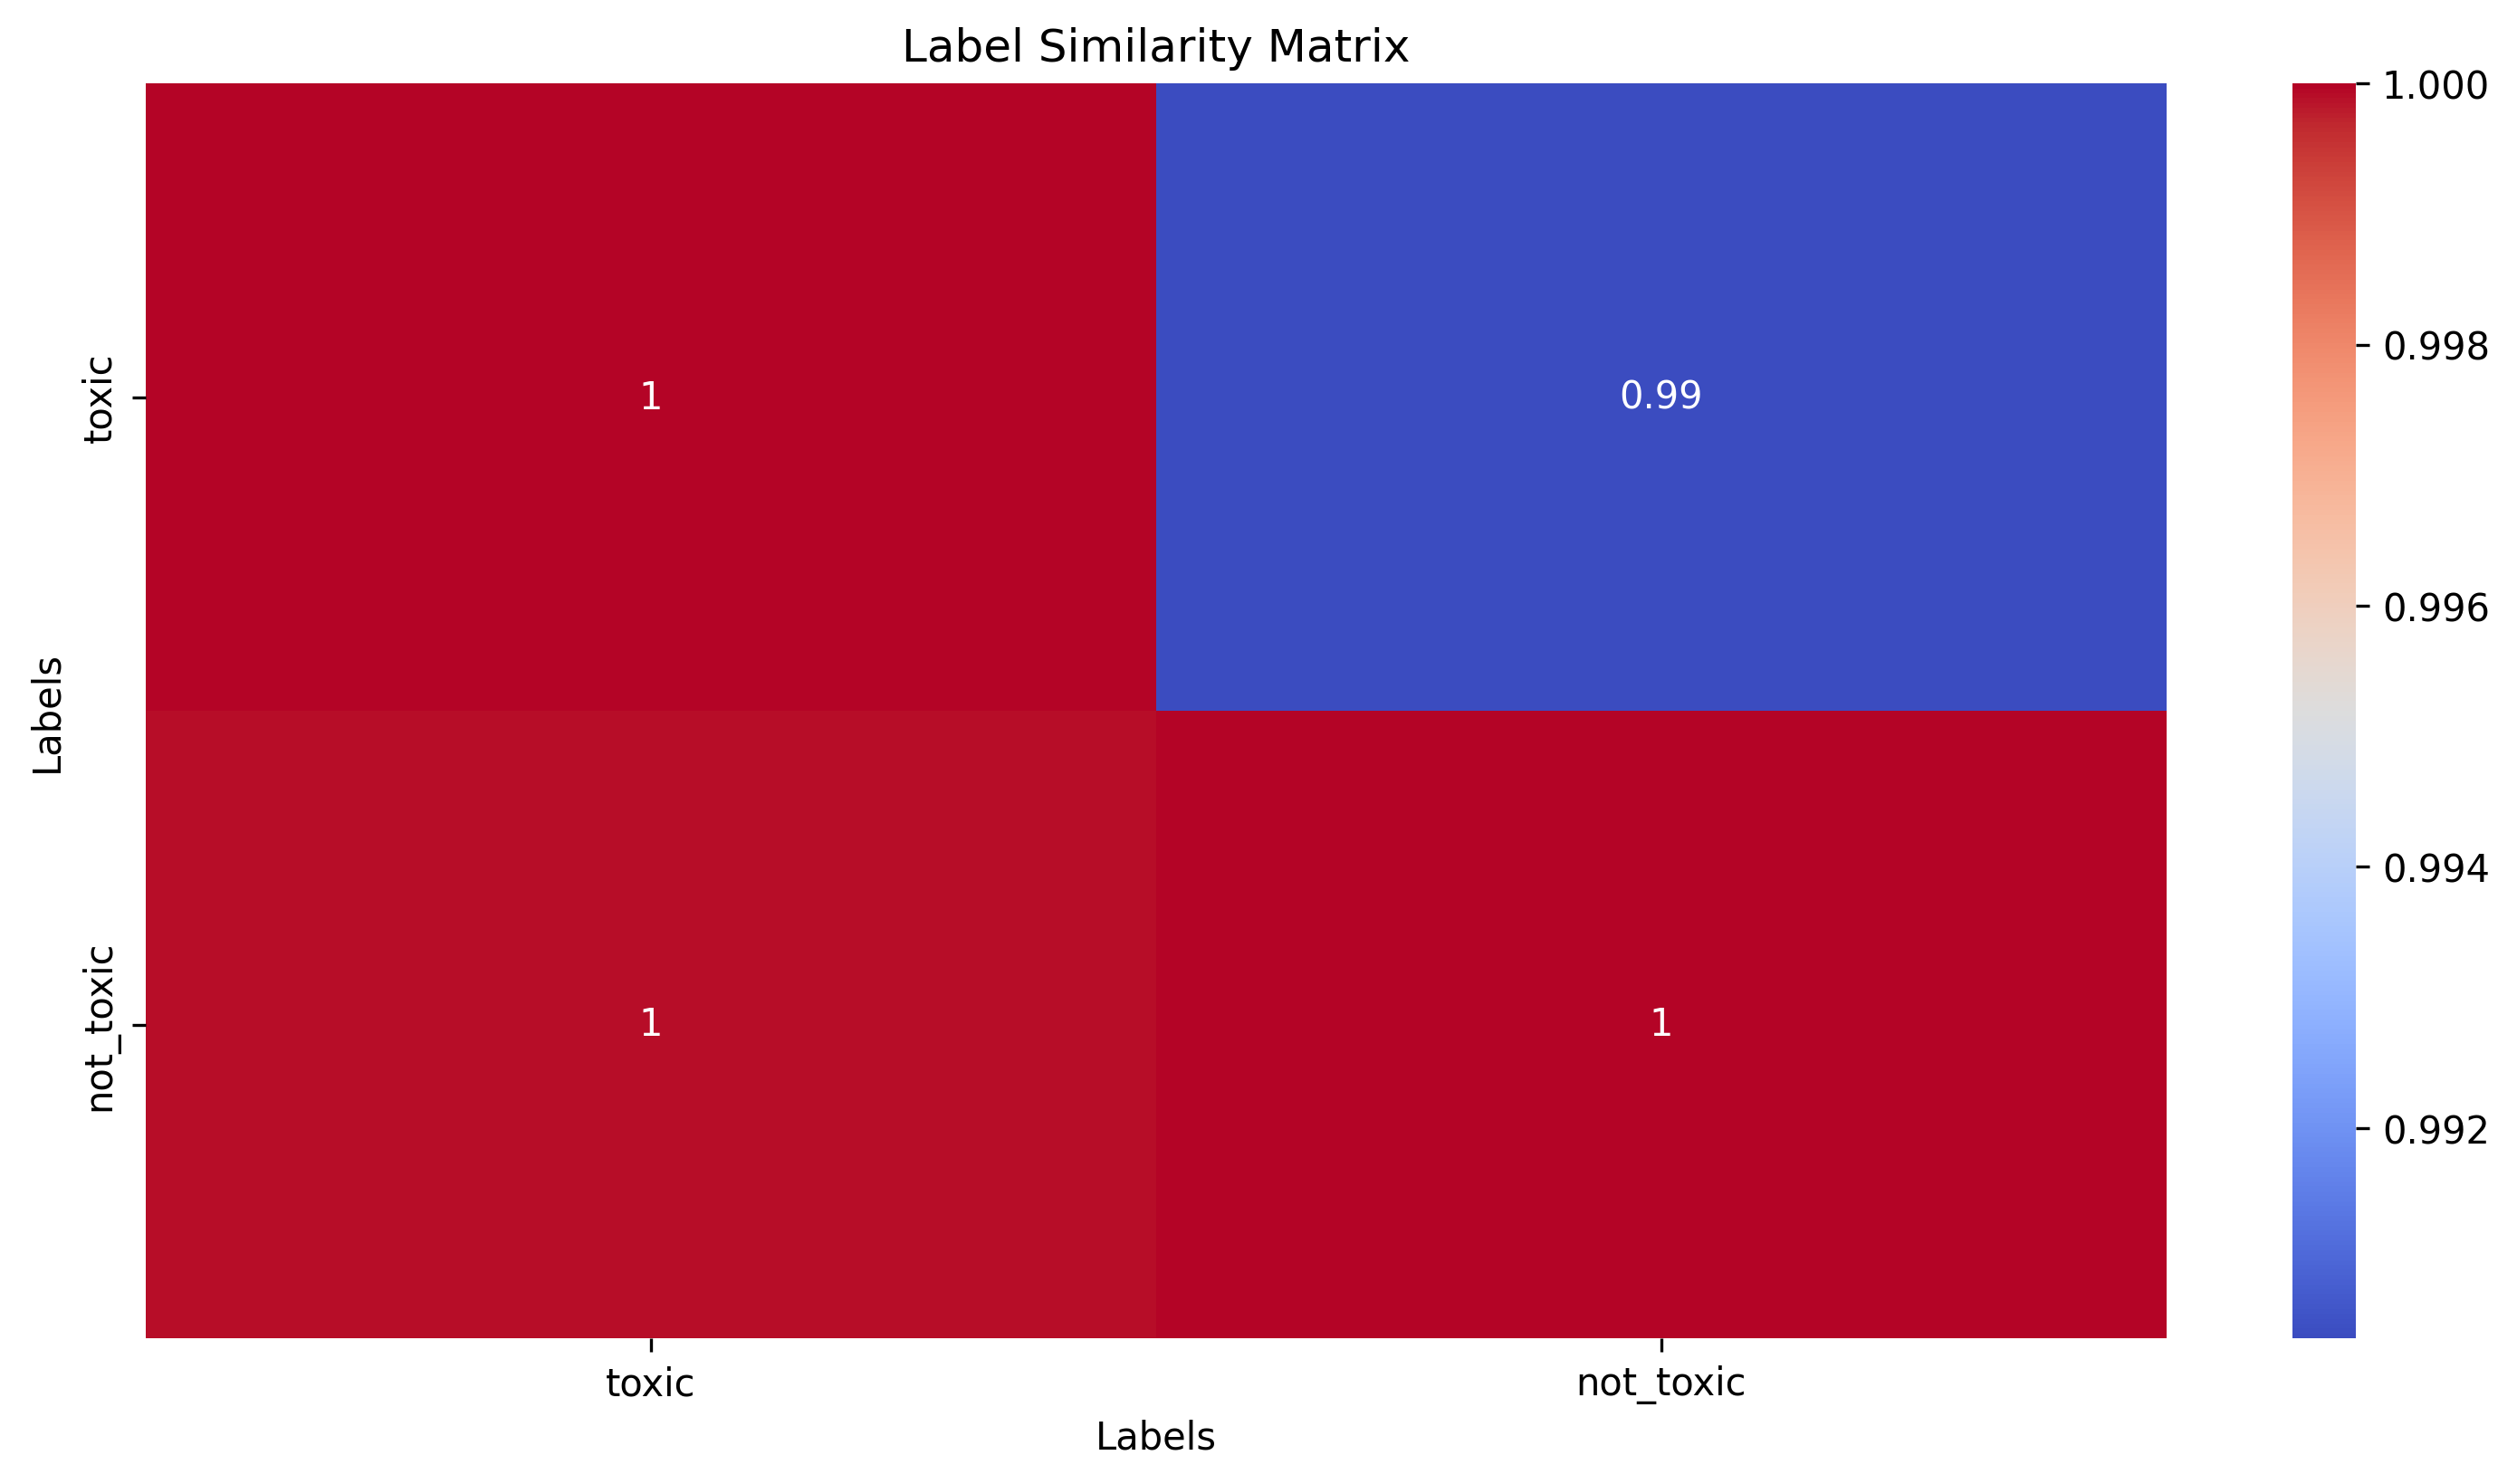 Label Similarity Matrix
1.000
0.998
0.996
0.994
0.992
toxic
not_toxic
Labels
1
0.99
1
1
toxic
not_toxic
Labels